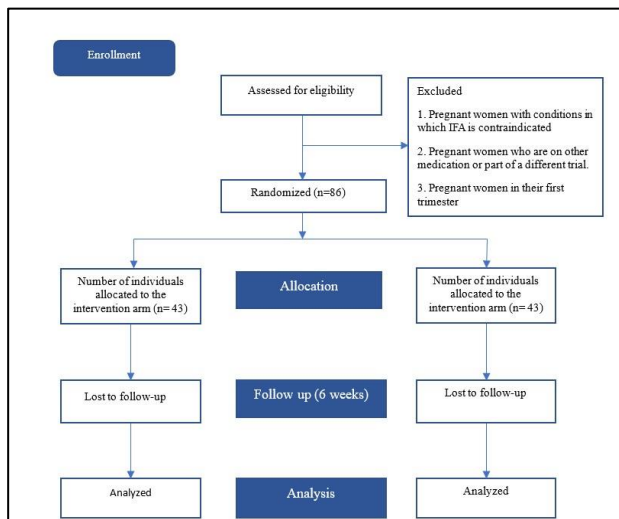 Enrollment
Assessed for eligibility
Excluded
1. Pregnant women with conditions in
which IFA is contraindicated
2. Pregnant women who are on other
medication or part of a different trial.
3. Pregnant women in their first
trimester
Randomized (n=86)
Number of individuals
allocated to the
intervention arm (n= 43)
Allocation
Number of individuals
allocated to the
intervention arm (n= 43)
Lost to follow-up
Follow up (6 weeks)
Lost to follow-up
Analyzed
Analysis
Analyzed